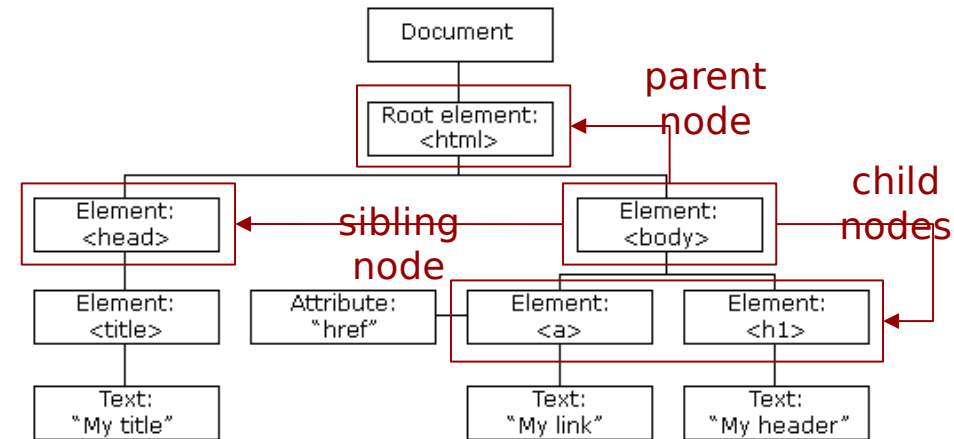 Document
parent
node
Root element:
<html>
child
nodes
Element:
<head>
sibling
node
Element:
<body>
Element:
<title>
Attribute:
"href"
Element:
<a>
Element:
<h1>
Text:
"My title"
Text:
"My link"
Text:
"My header"